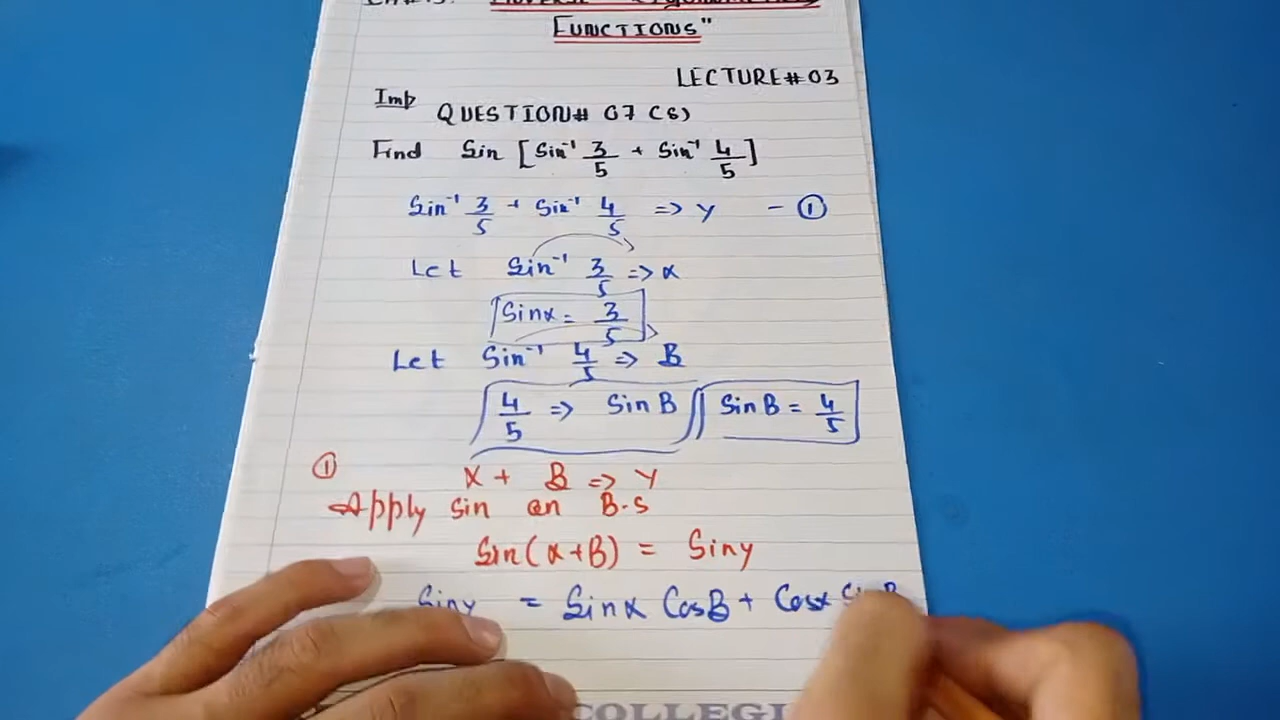 FUNCTIONS"
LECTURE# 03
Imp
QUESTION# 07 (6)
Find Sin [Sin⁻¹ 3/5 + Sin⁻¹ 4/5]
Sin⁻¹ 3/5 + Sin⁻¹ 4/5 => y - ①
Let Sin⁻¹ 3/5 => α
Sinα = 3/5
Let Sin⁻¹ 4/5 => B
4/5 => Sin B Sin B = 4/5
① α + B => y
Apply Sin on B.S
Sin(α+B) = Siny
Siny = Sinα CosB + Cosα